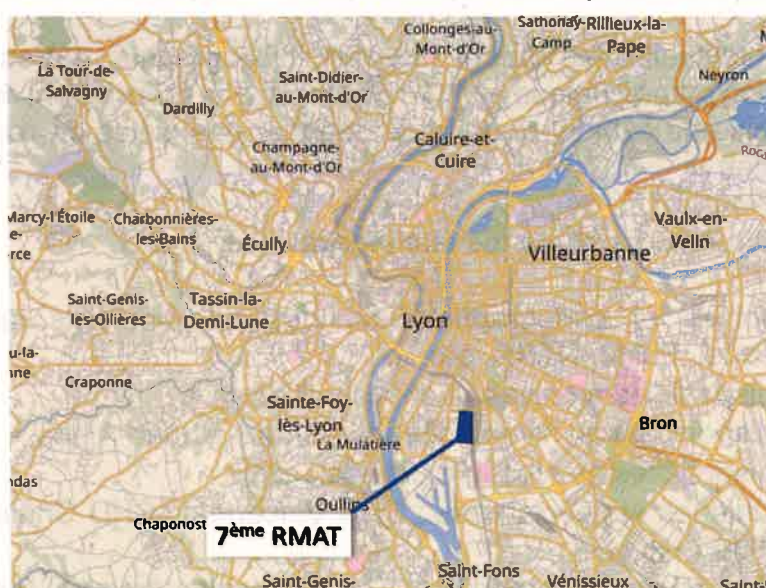 Collonges-au-
Mont-d'Or
Sathonay-
Camp
Rillieux-la-
Pape
La Tour-de-
Salvagny
Saint-Didier-
au-Mont-d'Or
Neyron
Dardilly
Champagne-
au-Mont-d'Or
Caluire-et-
Cuire
Marcy-l'Étoile
Charbonnières-
les-Bains
Écully
Vaulx-en-
Velin
Villeurbanne
Saint-Genis-
les-Ollières
Tassin-la-
Demi-Lune
Lyon
Craponne
Sainte-Foy-
lès-Lyon
La Mulatière
Bron
Oullins
Chaponost
7ème RMAT
Saint-Fons
Saint-Genis-
Vénissieux